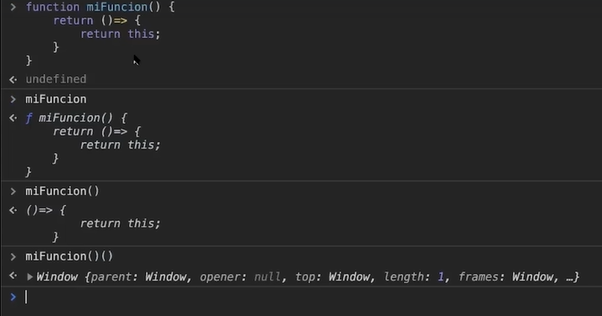 > function miFuncion() {
return ()=> {
return this;
}
}
undefined
> miFuncion
ƒ miFuncion() {
return ()=> {
return this;
}
}
> miFuncion()
()=> {
return this;
}
> miFuncion()()
▶Window {parent: Window, opener: null, top: Window, length: 1, frames: Window, …}
>